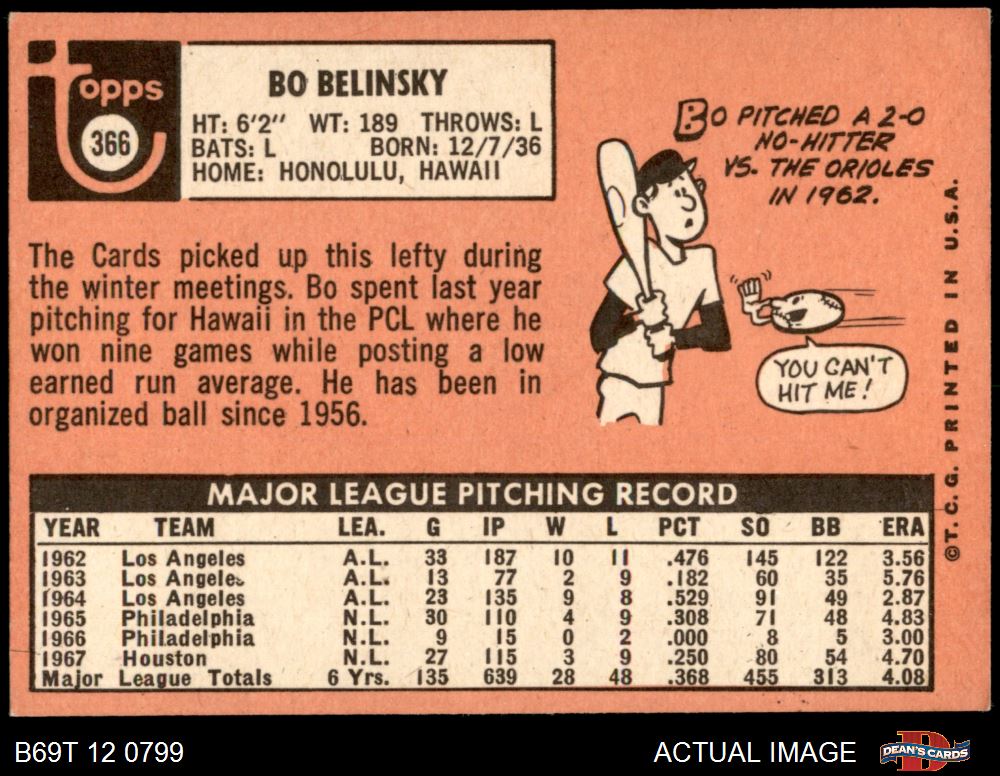 Topps
366
BO BELINSKY
HT: 6'2" WT: 189 THROWS: L
BATS: L BORN: 12/7/36
HOME: HONOLULU, HAWAII
BO PITCHED A 2-0
NO-HITTER
VS. THE ORIOLES
IN 1962.
YOU CAN'T
HIT ME!
The Cards picked up this lefty during
the winter meetings. Bo spent last year
pitching for Hawaii in the PCL where he
won nine games while posting a low
earned run average. He has been in
organized ball since 1956.
©T.C.G. PRINTED IN U.S.A.
MAJOR LEAGUE PITCHING RECORD
YEAR TEAM LEA. G IP W L PCT SO BB ERA
1962 Los Angeles A.L. 33 187 10 11 .476 145 122 3.56
1963 Los Angeles A.L. 13 77 2 9 .182 60 35 5.76
1964 Los Angeles A.L. 23 135 9 8 .529 91 49 2.87
1965 Philadelphia N.L. 30 110 4 9 .308 71 48 4.83
1966 Philadelphia N.L. 9 15 0 2 .000 8 5 3.00
1967 Houston N.L. 27 115 3 9 .250 80 54 4.70
Major League Totals 6 Yrs. 135 639 28 48 .368 455 313 4.08
B69T 12 0799
ACTUAL IMAGE
DEAN'S CARDS